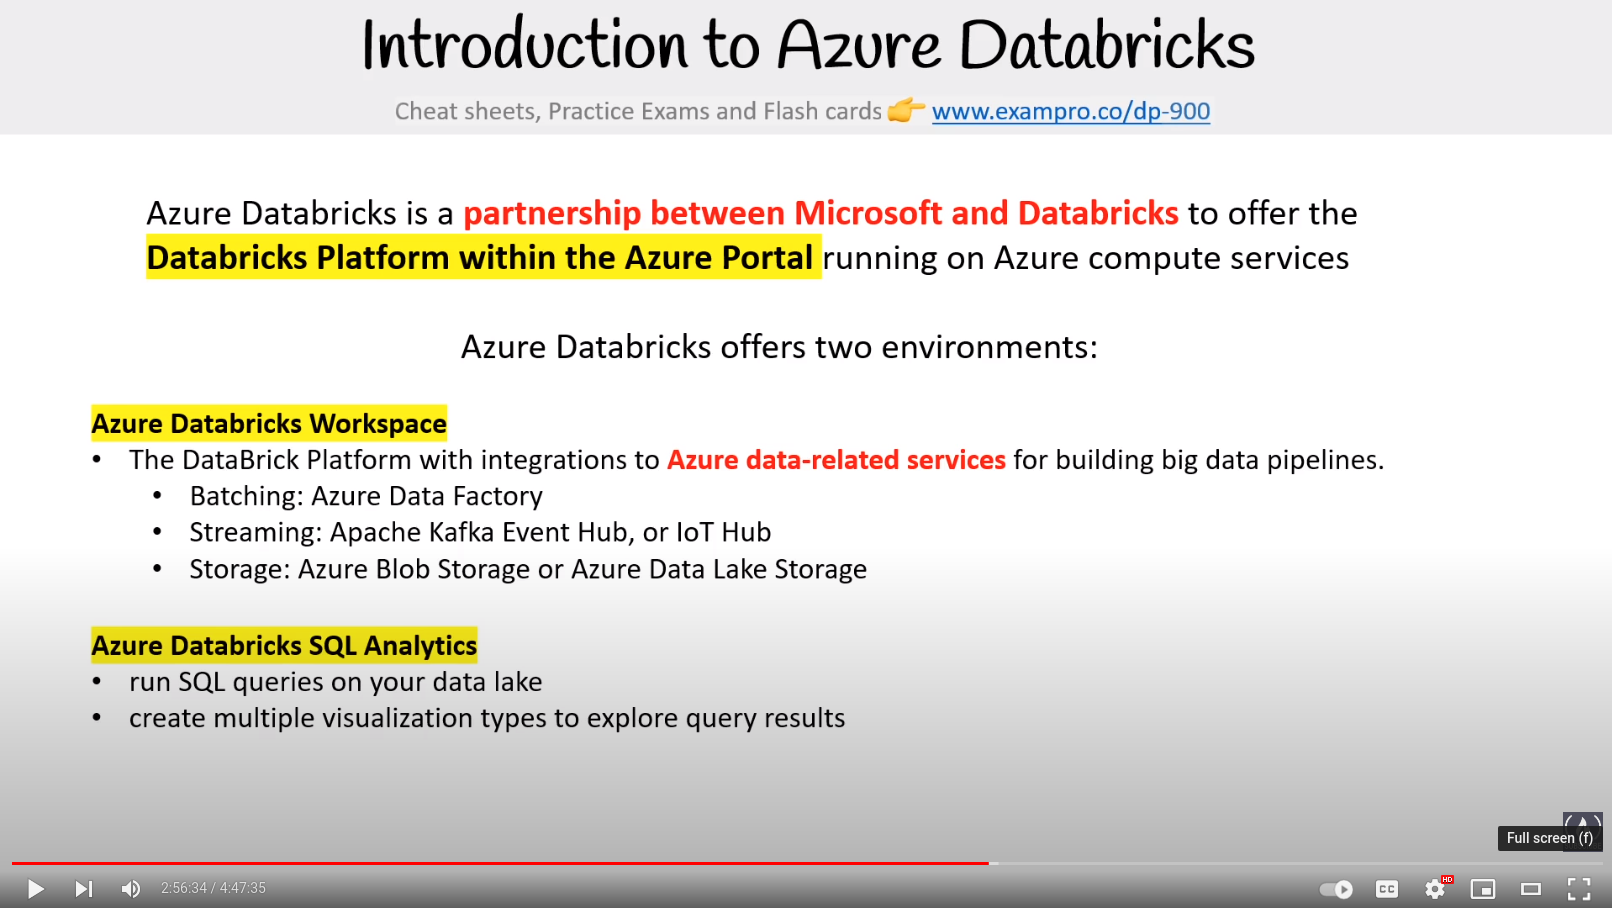 Introduction to Azure Databricks
Cheat sheets, Practice Exams and Flash cards 👉 www.exampro.co/dp-900
Azure Databricks is a partnership between Microsoft and Databricks to offer the
Databricks Platform within the Azure Portal running on Azure compute services
Azure Databricks offers two environments:
Azure Databricks Workspace
• The DataBrick Platform with integrations to Azure data-related services for building big data pipelines.
• Batching: Azure Data Factory
• Streaming: Apache Kafka Event Hub, or IoT Hub
• Storage: Azure Blob Storage or Azure Data Lake Storage
Azure Databricks SQL Analytics
• run SQL queries on your data lake
• create multiple visualization types to explore query results
Full screen (f)
2:56:34 / 4:47:35
CC
HD